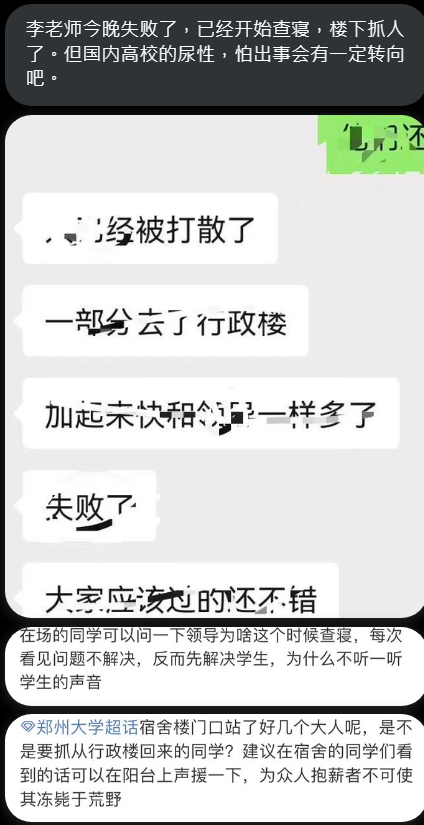 李老师今晚失败了，已经开始查寝，楼下抓人
了。但国内高校的尿性，怕出事会有一定转向
吧。
他们还
已经被打散了
一部分去了行政楼
加起来快和领导一样多了
失败了
大家应该过的还不错
在场的同学可以问一下领导为啥这个时候查寝，每次
看见问题不解决，反而先解决学生，为什么不听一听
学生的声音
郑州大学超话宿舍楼门口站了好几个大人呢，是不
是要抓从行政楼回来的同学？建议在宿舍的同学们看
到的话可以在阳台上声援一下，为众人抱薪者不可使
其冻毙于荒野